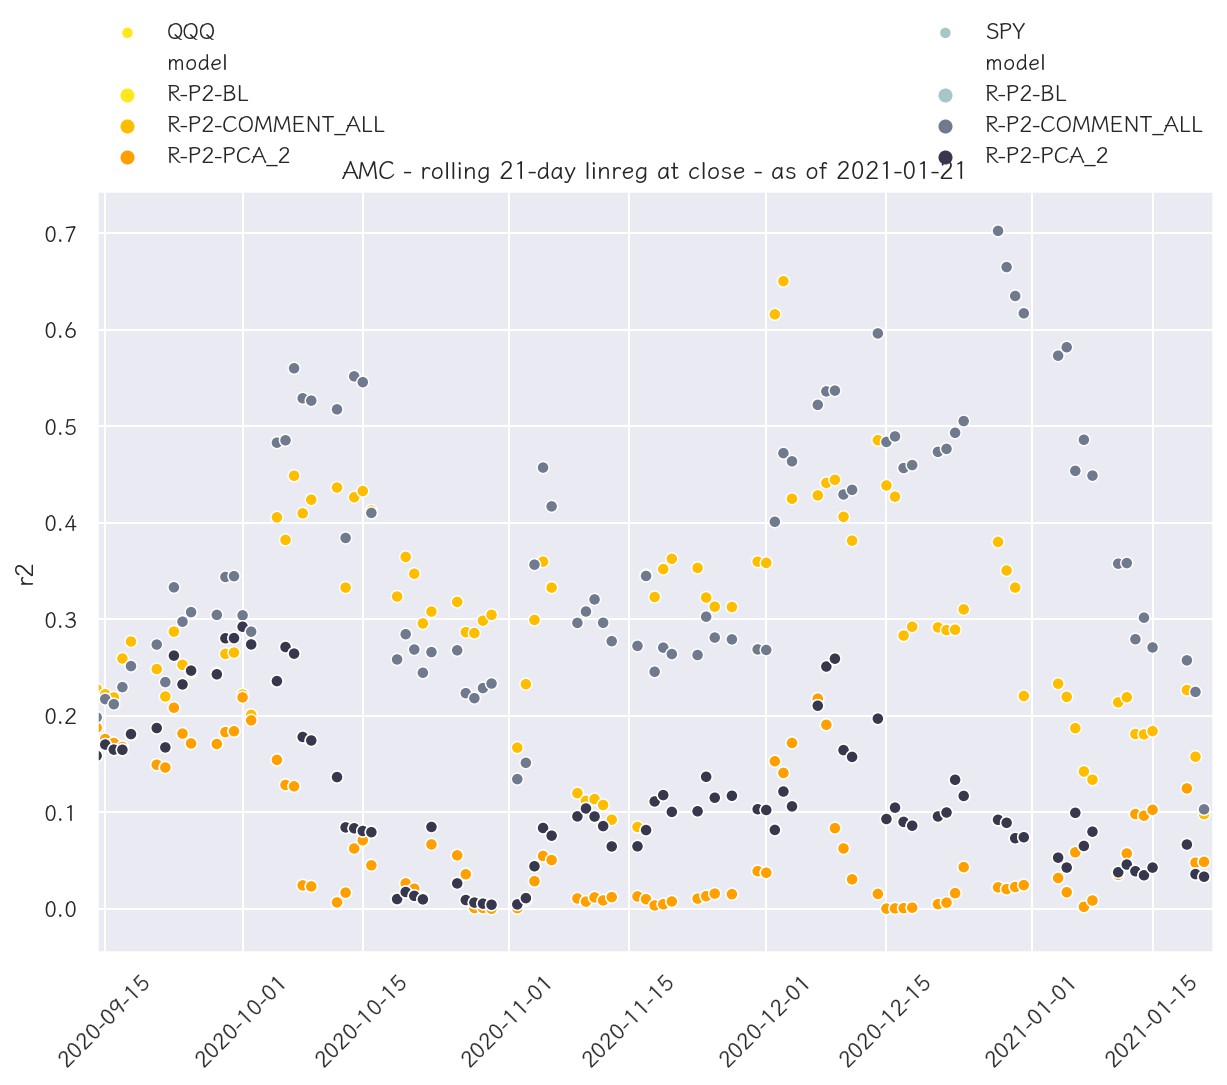 QQQ
model
R-P2-BL
R-P2-COMMENT_ALL
R-P2-PCA_2
SPY
model
R-P2-BL
R-P2-COMMENT_ALL
R-P2-PCA_2
AMC - rolling 21-day linreg at close - as of 2021-01-21
r2
0.7
0.6
0.5
0.4
0.3
0.2
0.1
0.0
2020-09-15
2020-10-01
2020-10-15
2020-11-01
2020-11-15
2020-12-01
2020-12-15
2021-01-01
2021-01-15